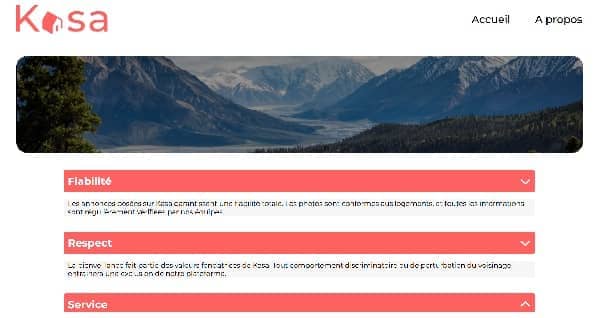 Kasa
Accueil
A propos
Fiabilité
Les annonces postées sur Kasa garantissent une fiabilité totale. Les photos sont conformes aux logements, et toutes les informations
sont régulièrement vérifiées par nos équipes.
Respect
La bienveillance fait partie des valeurs fondatrices de Kasa. Tout comportement discriminatoire ou de perturbation du voisinage
entraînera une exclusion de notre plateforme.
Service